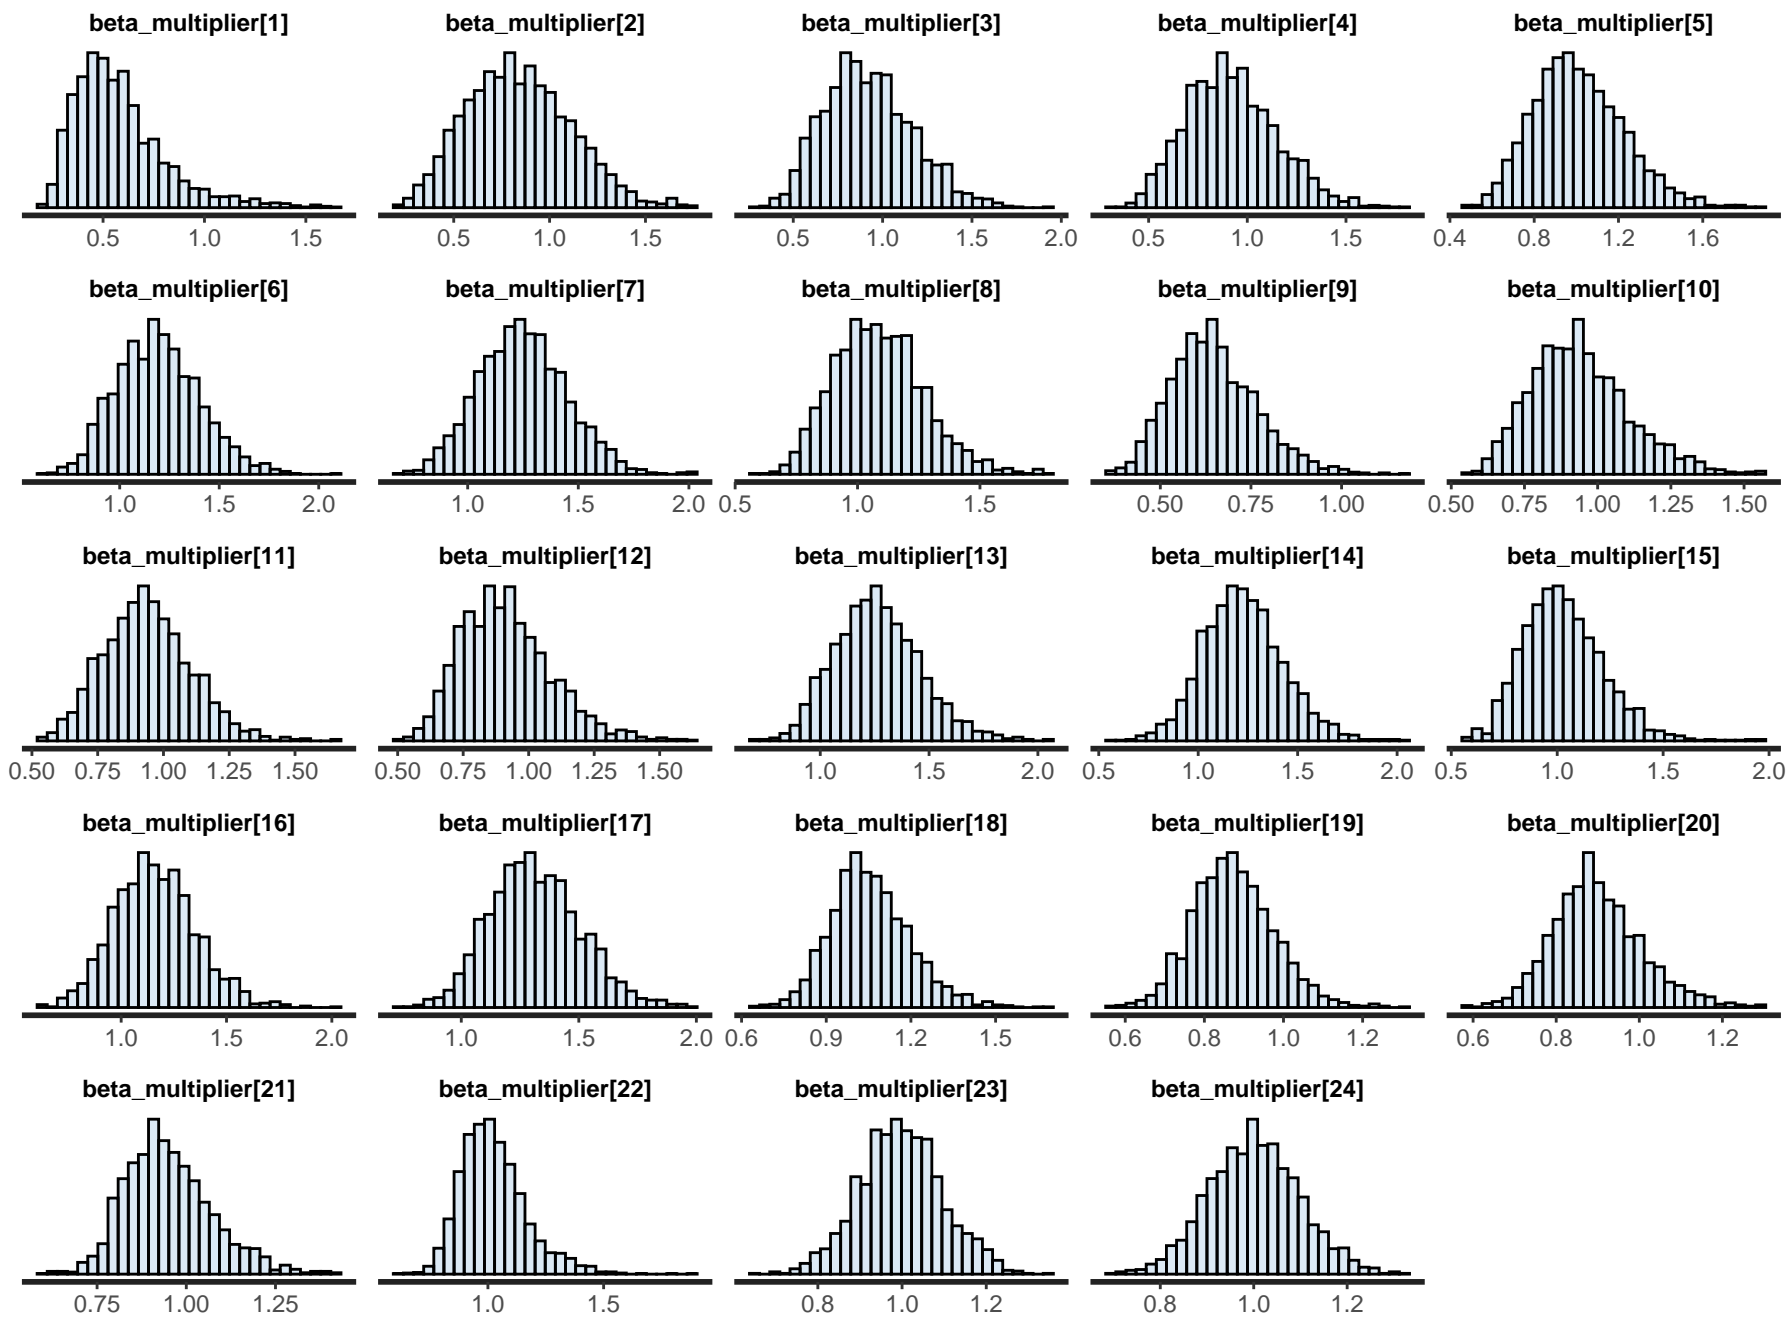 beta_multiplier[1] beta_multiplier[2] beta_multiplier[3] beta_multiplier[4] beta_multiplier[5]
0.5 1.0 1.5 0.5 1.0 1.5 0.5 1.0 1.5 2.0 0.5 1.0 1.5 0.4 0.8 1.2 1.6
beta_multiplier[6] beta_multiplier[7] beta_multiplier[8] beta_multiplier[9] beta_multiplier[10]
1.0 1.5 2.0 1.0 1.5 2.0 0.5 1.0 1.5 0.50 0.75 1.00 0.50 0.75 1.00 1.25 1.50
beta_multiplier[11] beta_multiplier[12] beta_multiplier[13] beta_multiplier[14] beta_multiplier[15]
0.50 0.75 1.00 1.25 1.50 0.50 0.75 1.00 1.25 1.50 1.0 1.5 2.0 0.5 1.0 1.5 2.0 0.5 1.0 1.5 2.0
beta_multiplier[16] beta_multiplier[17] beta_multiplier[18] beta_multiplier[19] beta_multiplier[20]
1.0 1.5 2.0 1.0 1.5 2.0 0.6 0.9 1.2 1.5 0.6 0.8 1.0 1.2 0.6 0.8 1.0 1.2
beta_multiplier[21] beta_multiplier[22] beta_multiplier[23] beta_multiplier[24]
0.75 1.00 1.25 1.0 1.5 0.8 1.0 1.2 0.8 1.0 1.2